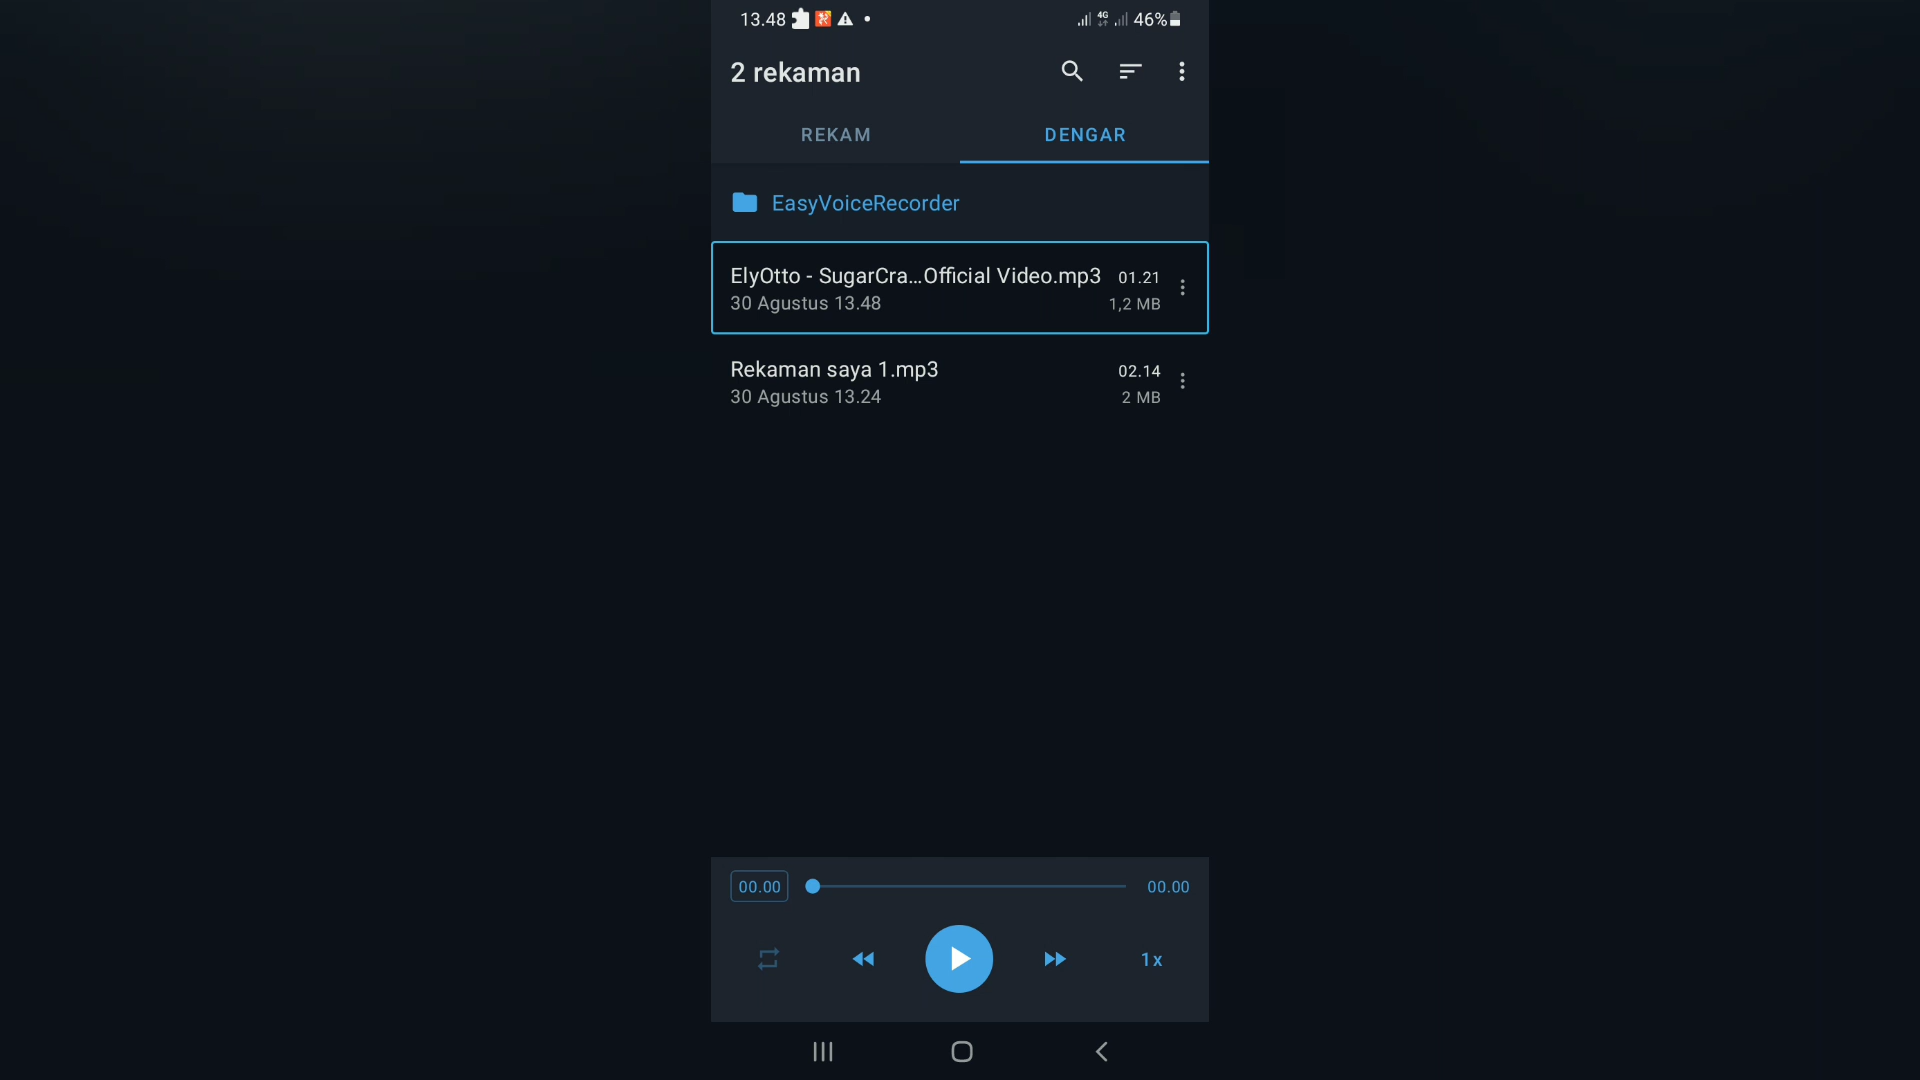 13.48 4G 46%
2 rekaman
REKAM DENGAR
EasyVoiceRecorder
ElyOtto - SugarCra...Official Video.mp3 01.21
30 Agustus 13.48 1,2 MB
Rekaman saya 1.mp3 02.14
30 Agustus 13.24 2 MB
00.00 00.00
1x